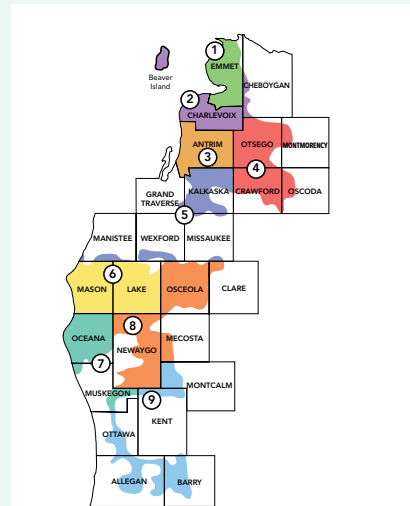 1
EMMET
Beaver
Island
CHEBOYGAN
2
CHARLEVOIX
ANTRIM
OTSEGO
MONTMORENCY
3
4
GRAND
TRAVERSE
KALKASKA
CRAWFORD
OSCODA
5
MANISTEE
WEXFORD
MISSAUKEE
6
MASON
LAKE
OSCEOLA
CLARE
8
OCEANA
NEWAYGO
MECOSTA
7
MONTCALM
MUSKEGON
9
KENT
OTTAWA
ALLEGAN
BARRY